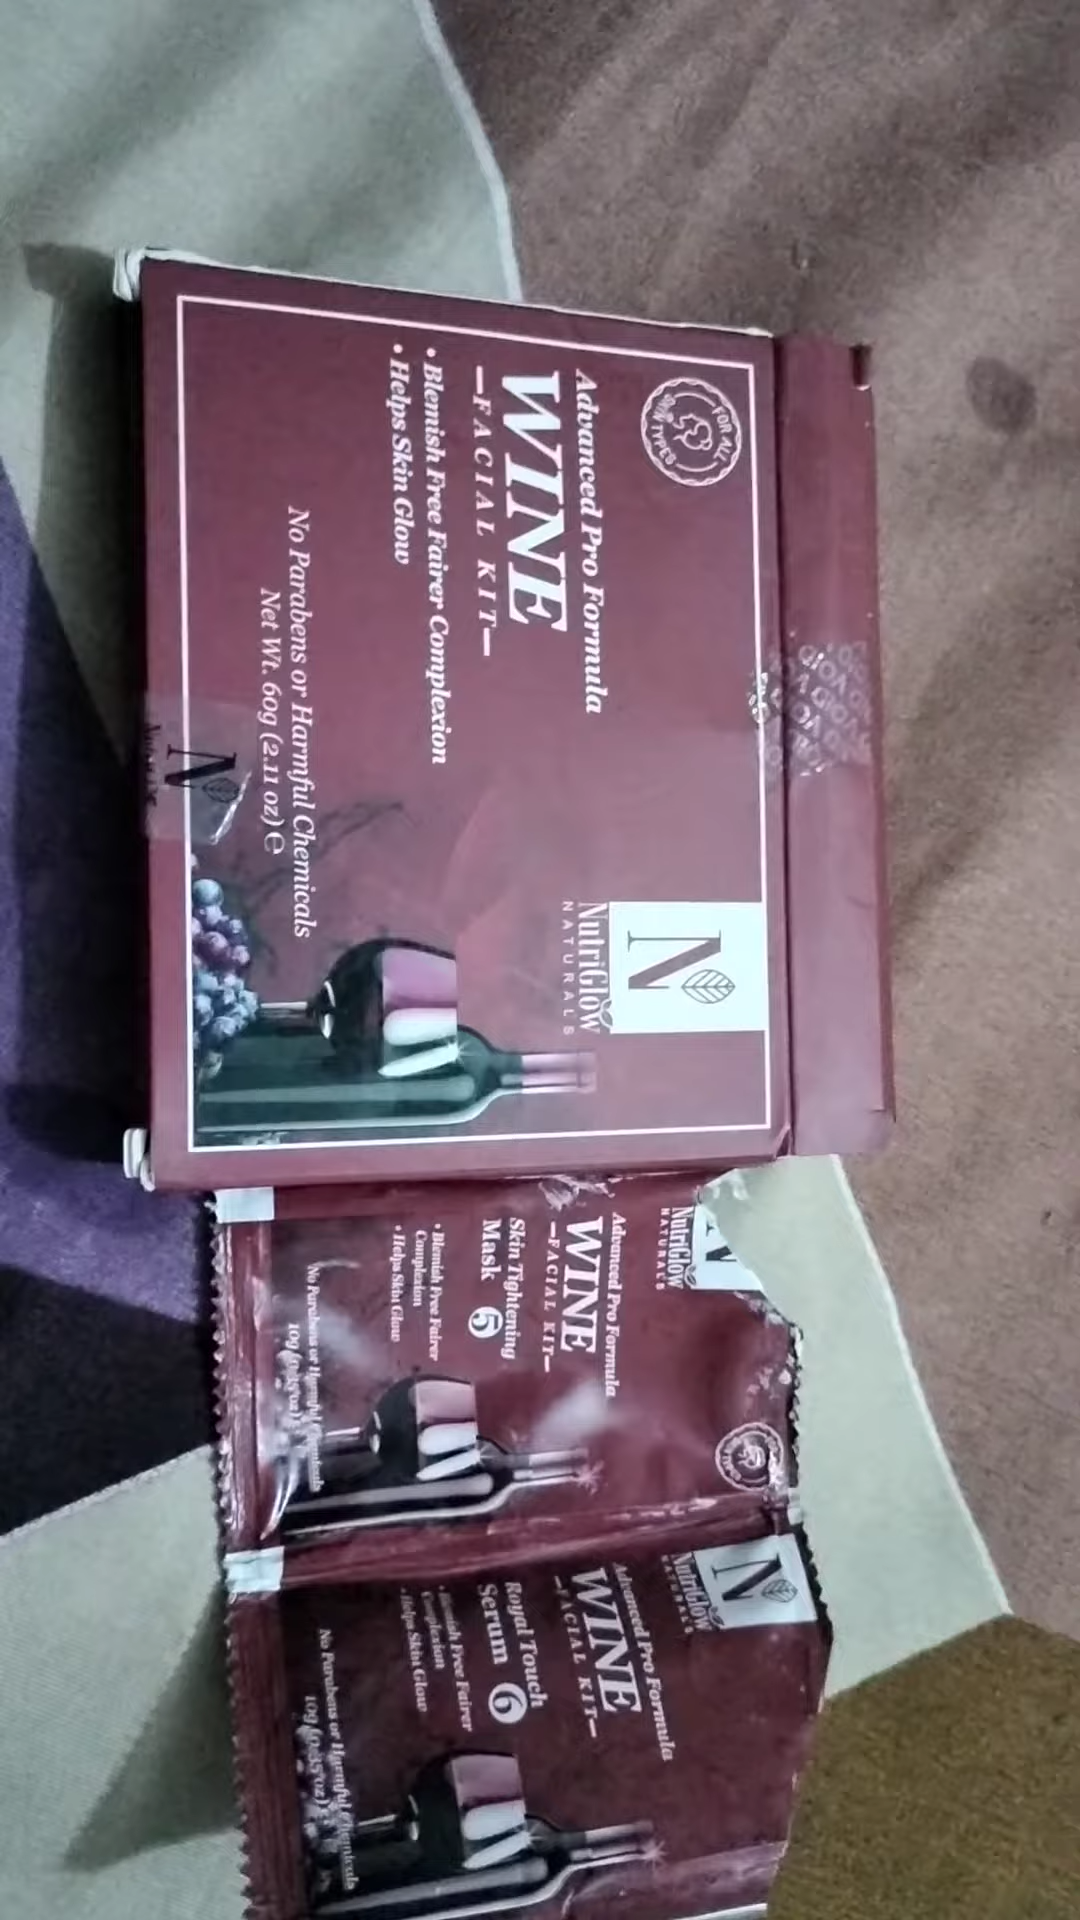 FOR ALL
SKIN TYPES
Advanced Pro Formula
WINE
—FACIAL KIT—
• Blemish Free Fairer Complexion
• Helps Skin Glow
No Parabens or Harmful Chemicals
Net Wt. 60g (2.11 oz) ℮
N
NutriGlow
NATURALS
N
NutriGlow
NATURALS
Advanced Pro Formula
WINE
—FACIAL KIT—
Skin Tightening
Mask 5
• Blemish Free Fairer
Complexion
• Helps Skin Glow
No Parabens or Harmful Chemicals
10g (0.35 oz)
N
NutriGlow
NATURALS
Advanced Pro Formula
WINE
—FACIAL KIT—
Royal Touch
Serum 6
• Blemish Free Fairer
Complexion
• Helps Skin Glow
No Parabens or Harmful Chemicals
10g (0.35 oz)